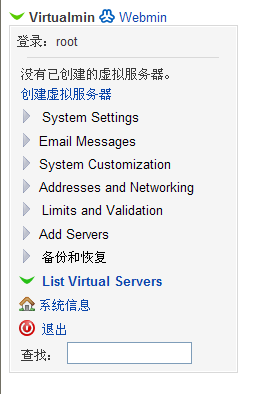 Virtualmin Webmin
登录：root
没有已创建的虚拟服务器。
创建虚拟服务器
System Settings
Email Messages
System Customization
Addresses and Networking
Limits and Validation
Add Servers
备份和恢复
List Virtual Servers
系统信息
退出
查找：